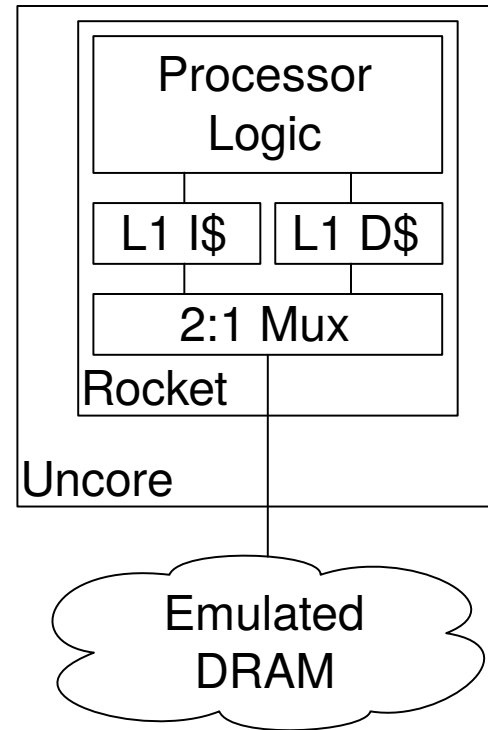 Processor
Logic
L1 I$ L1 D$
2:1 Mux
Rocket
Uncore
Emulated
DRAM